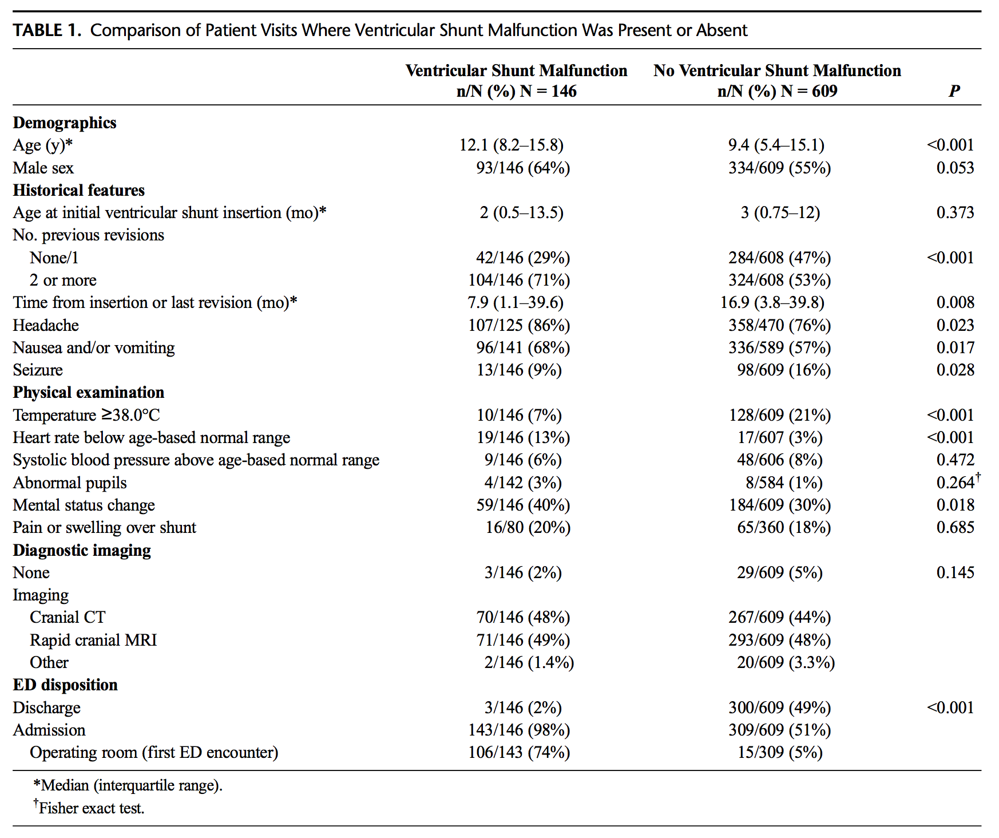 TABLE 1. Comparison of Patient Visits Where Ventricular Shunt Malfunction Was Present or Absent
Ventricular Shunt Malfunction No Ventricular Shunt Malfunction
n/N (%) N = 146 n/N (%) N = 609 P
Demographics
Age (y)* 12.1 (8.2–15.8) 9.4 (5.4–15.1) <0.001
Male sex 93/146 (64%) 334/609 (55%) 0.053
Historical features
Age at initial ventricular shunt insertion (mo)* 2 (0.5–13.5) 3 (0.75–12) 0.373
No. previous revisions
None/1 42/146 (29%) 284/608 (47%) <0.001
2 or more 104/146 (71%) 324/608 (53%)
Time from insertion or last revision (mo)* 7.9 (1.1–39.6) 16.9 (3.8–39.8) 0.008
Headache 107/125 (86%) 358/470 (76%) 0.023
Nausea and/or vomiting 96/141 (68%) 336/589 (57%) 0.017
Seizure 13/146 (9%) 98/609 (16%) 0.028
Physical examination
Temperature ≥38.0°C 10/146 (7%) 128/609 (21%) <0.001
Heart rate below age-based normal range 19/146 (13%) 17/607 (3%) <0.001
Systolic blood pressure above age-based normal range 9/146 (6%) 48/606 (8%) 0.472
Abnormal pupils 4/142 (3%) 8/584 (1%) 0.264†
Mental status change 59/146 (40%) 184/609 (30%) 0.018
Pain or swelling over shunt 16/80 (20%) 65/360 (18%) 0.685
Diagnostic imaging
None 3/146 (2%) 29/609 (5%) 0.145
Imaging
Cranial CT 70/146 (48%) 267/609 (44%)
Rapid cranial MRI 71/146 (49%) 293/609 (48%)
Other 2/146 (1.4%) 20/609 (3.3%)
ED disposition
Discharge 3/146 (2%) 300/609 (49%) <0.001
Admission 143/146 (98%) 309/609 (51%)
Operating room (first ED encounter) 106/143 (74%) 15/309 (5%)
*Median (interquartile range).
†Fisher exact test.